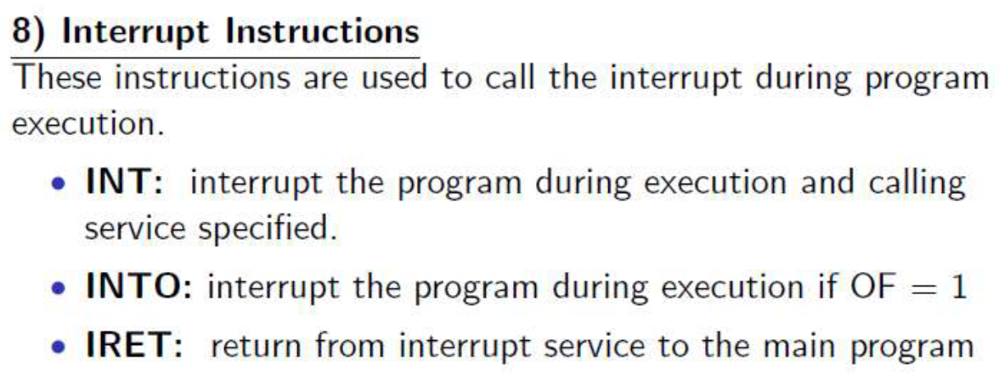 8) Interrupt Instructions
These instructions are used to call the interrupt during program
execution.
• INT: interrupt the program during execution and calling
service specified.
• INTO: interrupt the program during execution if OF = 1
• IRET: return from interrupt service to the main program